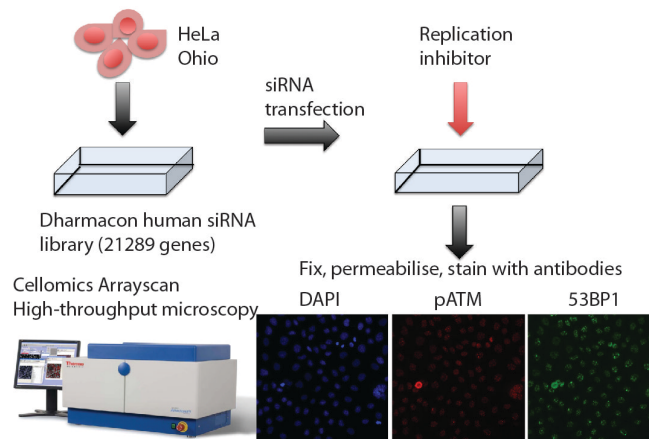 HeLa
Ohio
Replication
inhibitor
siRNA
transfection
Dharmacon human siRNA
library (21289 genes)
Fix, permeabilise, stain with antibodies
Cellomics Arrayscan
High-throughput microscopy
DAPI
pATM
53BP1